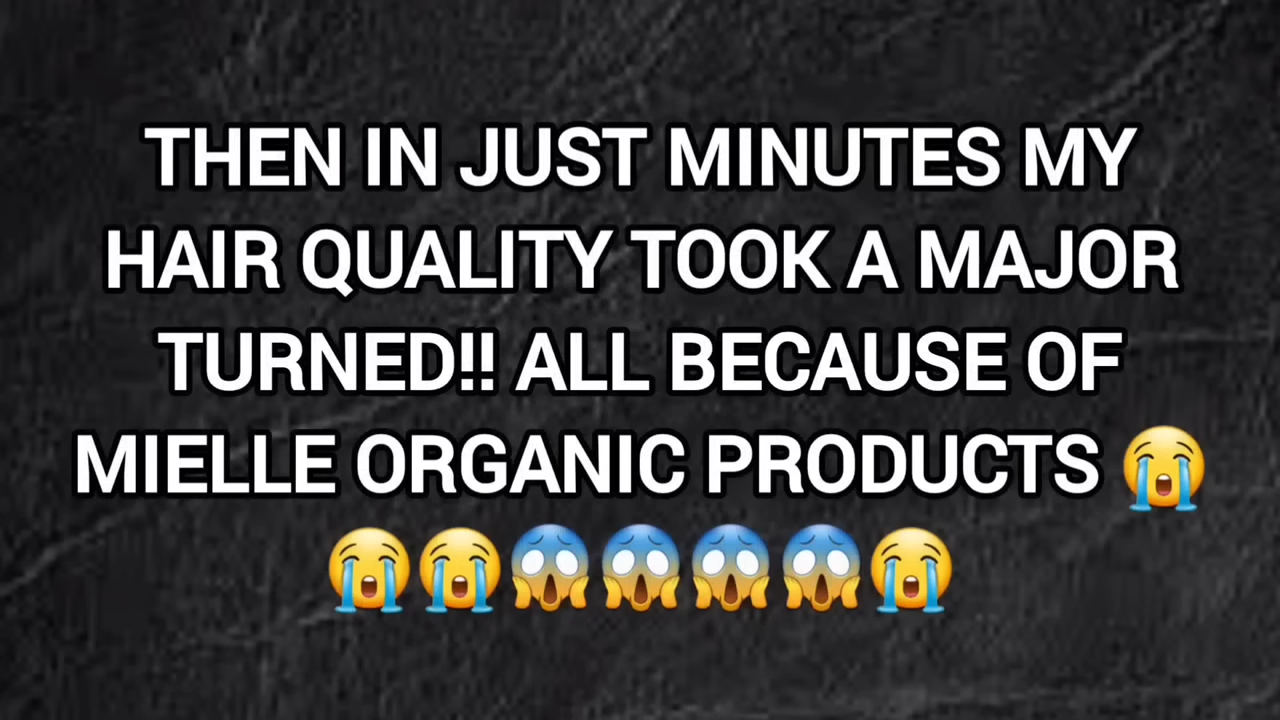 THEN IN JUST MINUTES MY
HAIR QUALITY TOOK A MAJOR
TURNED!! ALL BECAUSE OF
MIELLE ORGANIC PRODUCTS 😭
😭😭😱😱😱😱😭